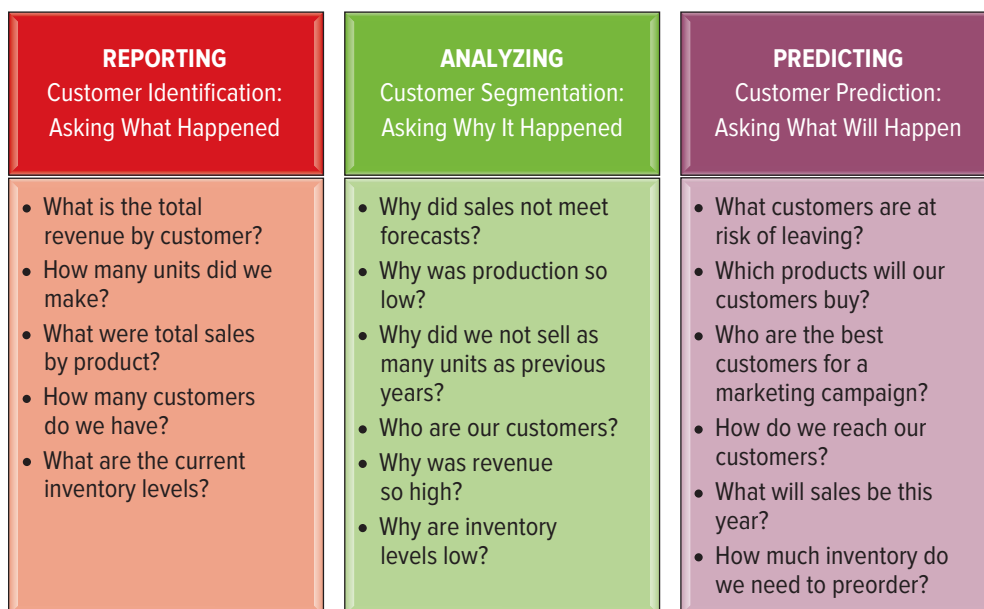 REPORTING
Customer Identification:
Asking What Happened
• What is the total
revenue by customer?
• How many units did we
make?
• What were total sales
by product?
• How many customers
do we have?
• What are the current
inventory levels?
ANALYZING
Customer Segmentation:
Asking Why It Happened
• Why did sales not meet
forecasts?
• Why was production so
low?
• Why did we not sell as
many units as previous
years?
• Who are our customers?
• Why was revenue
so high?
• Why are inventory
levels low?
PREDICTING
Customer Prediction:
Asking What Will Happen
• What customers are at
risk of leaving?
• Which products will our
customers buy?
• Who are the best
customers for a
marketing campaign?
• How do we reach our
customers?
• What will sales be this
year?
• How much inventory do
we need to preorder?